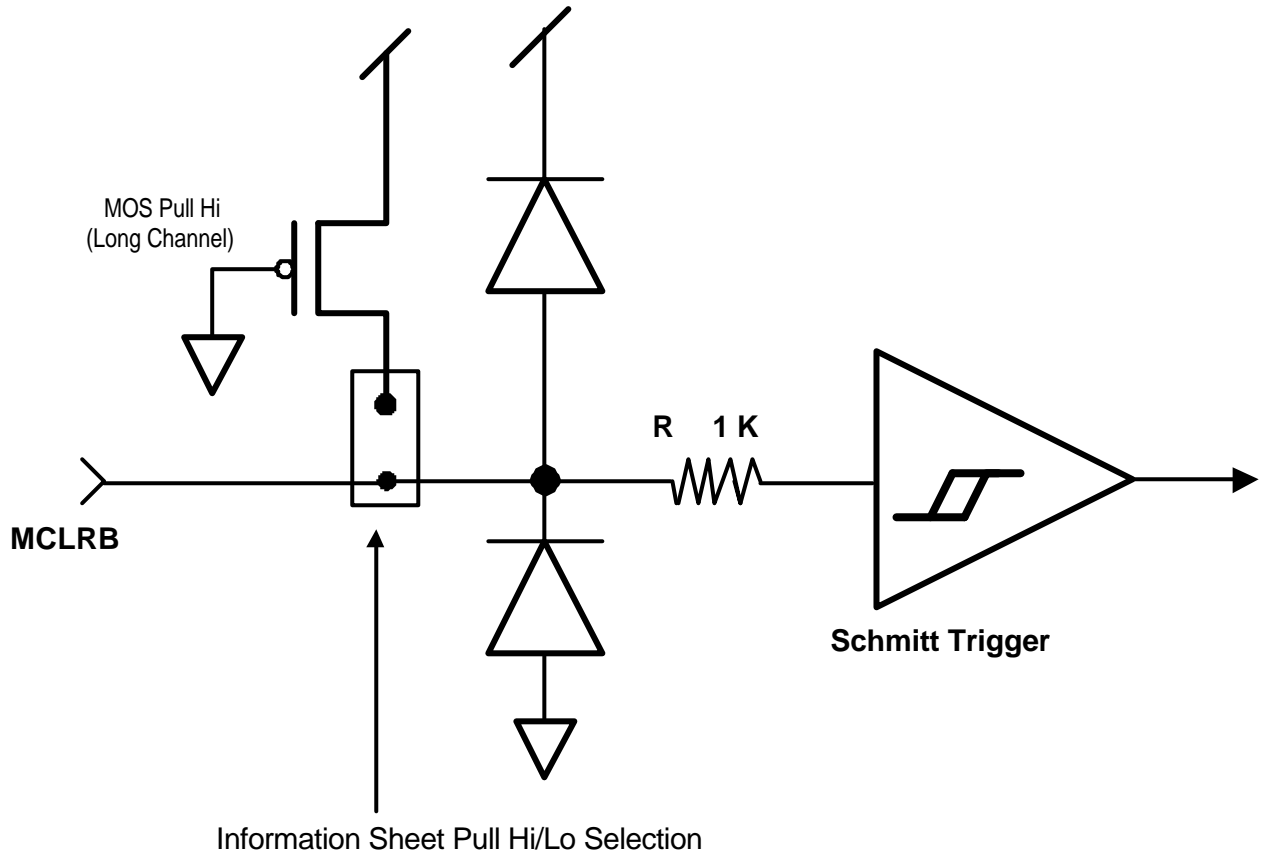 MOS Pull Hi
(Long Channel)
R 1 K
MCLRB
Schmitt Trigger
Information Sheet Pull Hi/Lo Selection